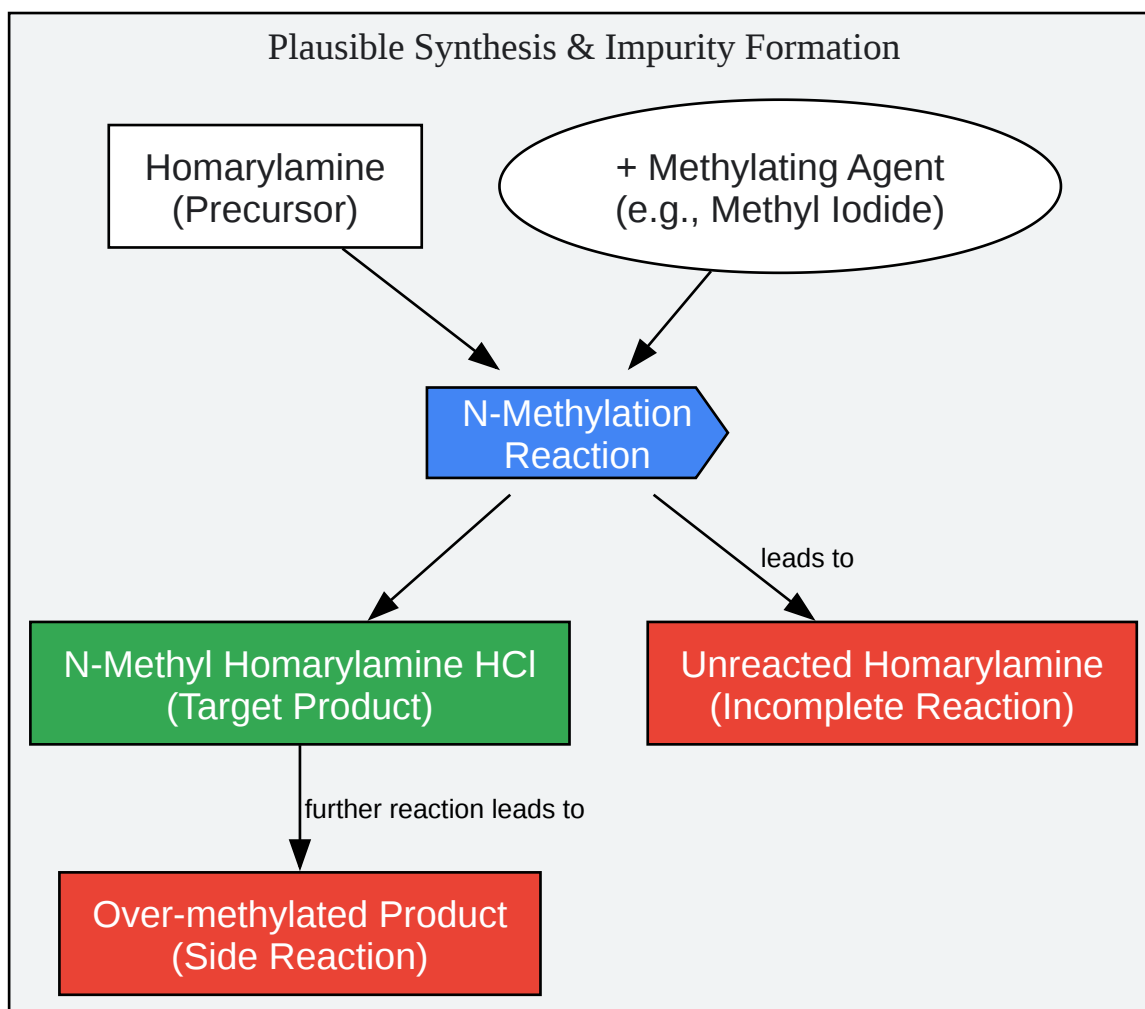 Plausible Synthesis & Impurity Formation
Homarylamine
(Precursor)
+ Methylating Agent
(e.g., Methyl Iodide)
N-Methylation
Reaction
leads to
N-Methyl Homarylamine HCl
(Target Product)
Unreacted Homarylamine
(Incomplete Reaction)
further reaction leads to
Over-methylated Product
(Side Reaction)